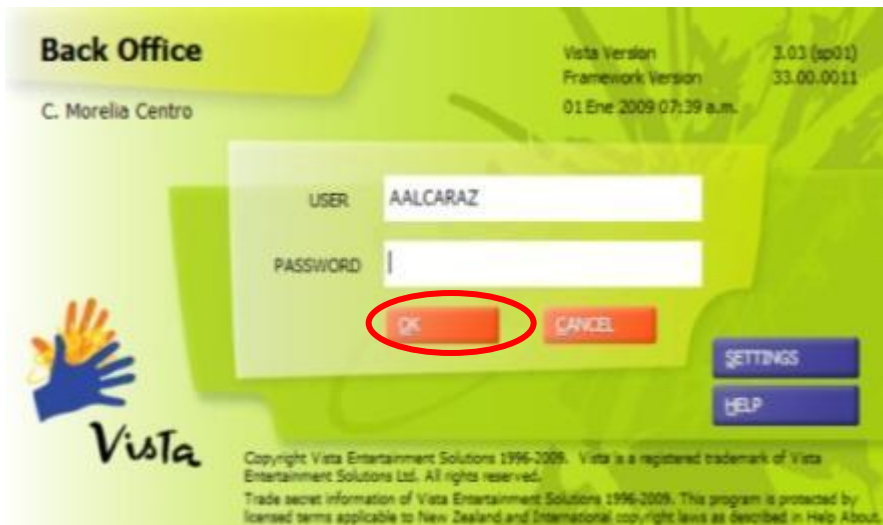 Back Office
Vista Version 3.03 (sp01)
Framework Version 33.00.0011
C. Morelia Centro
01 Ene 2009 07:39 a.m.
USER AALCARAZ
PASSWORD
OK CANCEL
SETTINGS
HELP
Vista
Copyright Vista Entertainment Solutions 1996-2009. Vista is a registered trademark of Vista
Entertainment Solutions Ltd. All rights reserved.
Trade secret information of Vista Entertainment Solutions 1996-2009. This program is protected by
licensed terms applicable to New Zealand and International copyright laws as described in Help About.